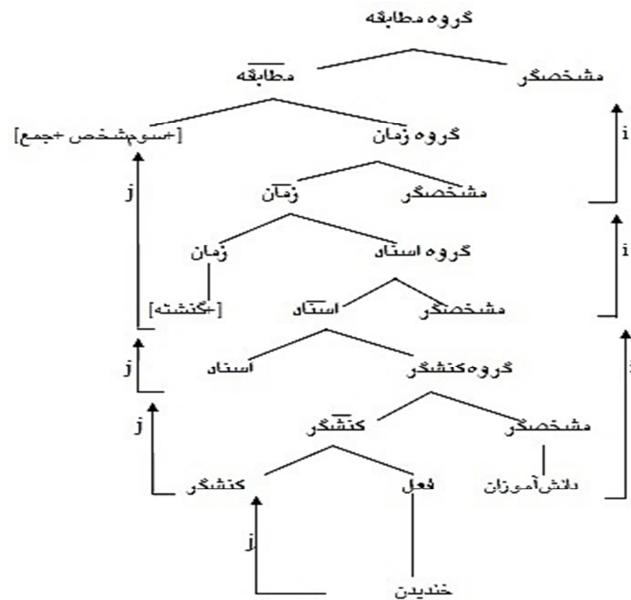 گروه مطابقه
مشخصگر مطابقه
[+سوم‌شخص +جمع] گروه زمان
i
j
مشخصگر زمان
گروه اسناد زمان
i
مشخصگر اسناد [+گذشته]
گروه کنشگر اسناد
j
i
مشخصگر کنشگر
j
دانش‌آموزان فعل کنشگر
j
خندیدن